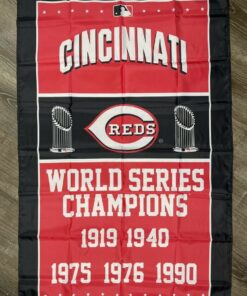 CINCINNATI
REDS
WORLD SERIES
CHAMPIONS
1919 1940
1975 1976 1990